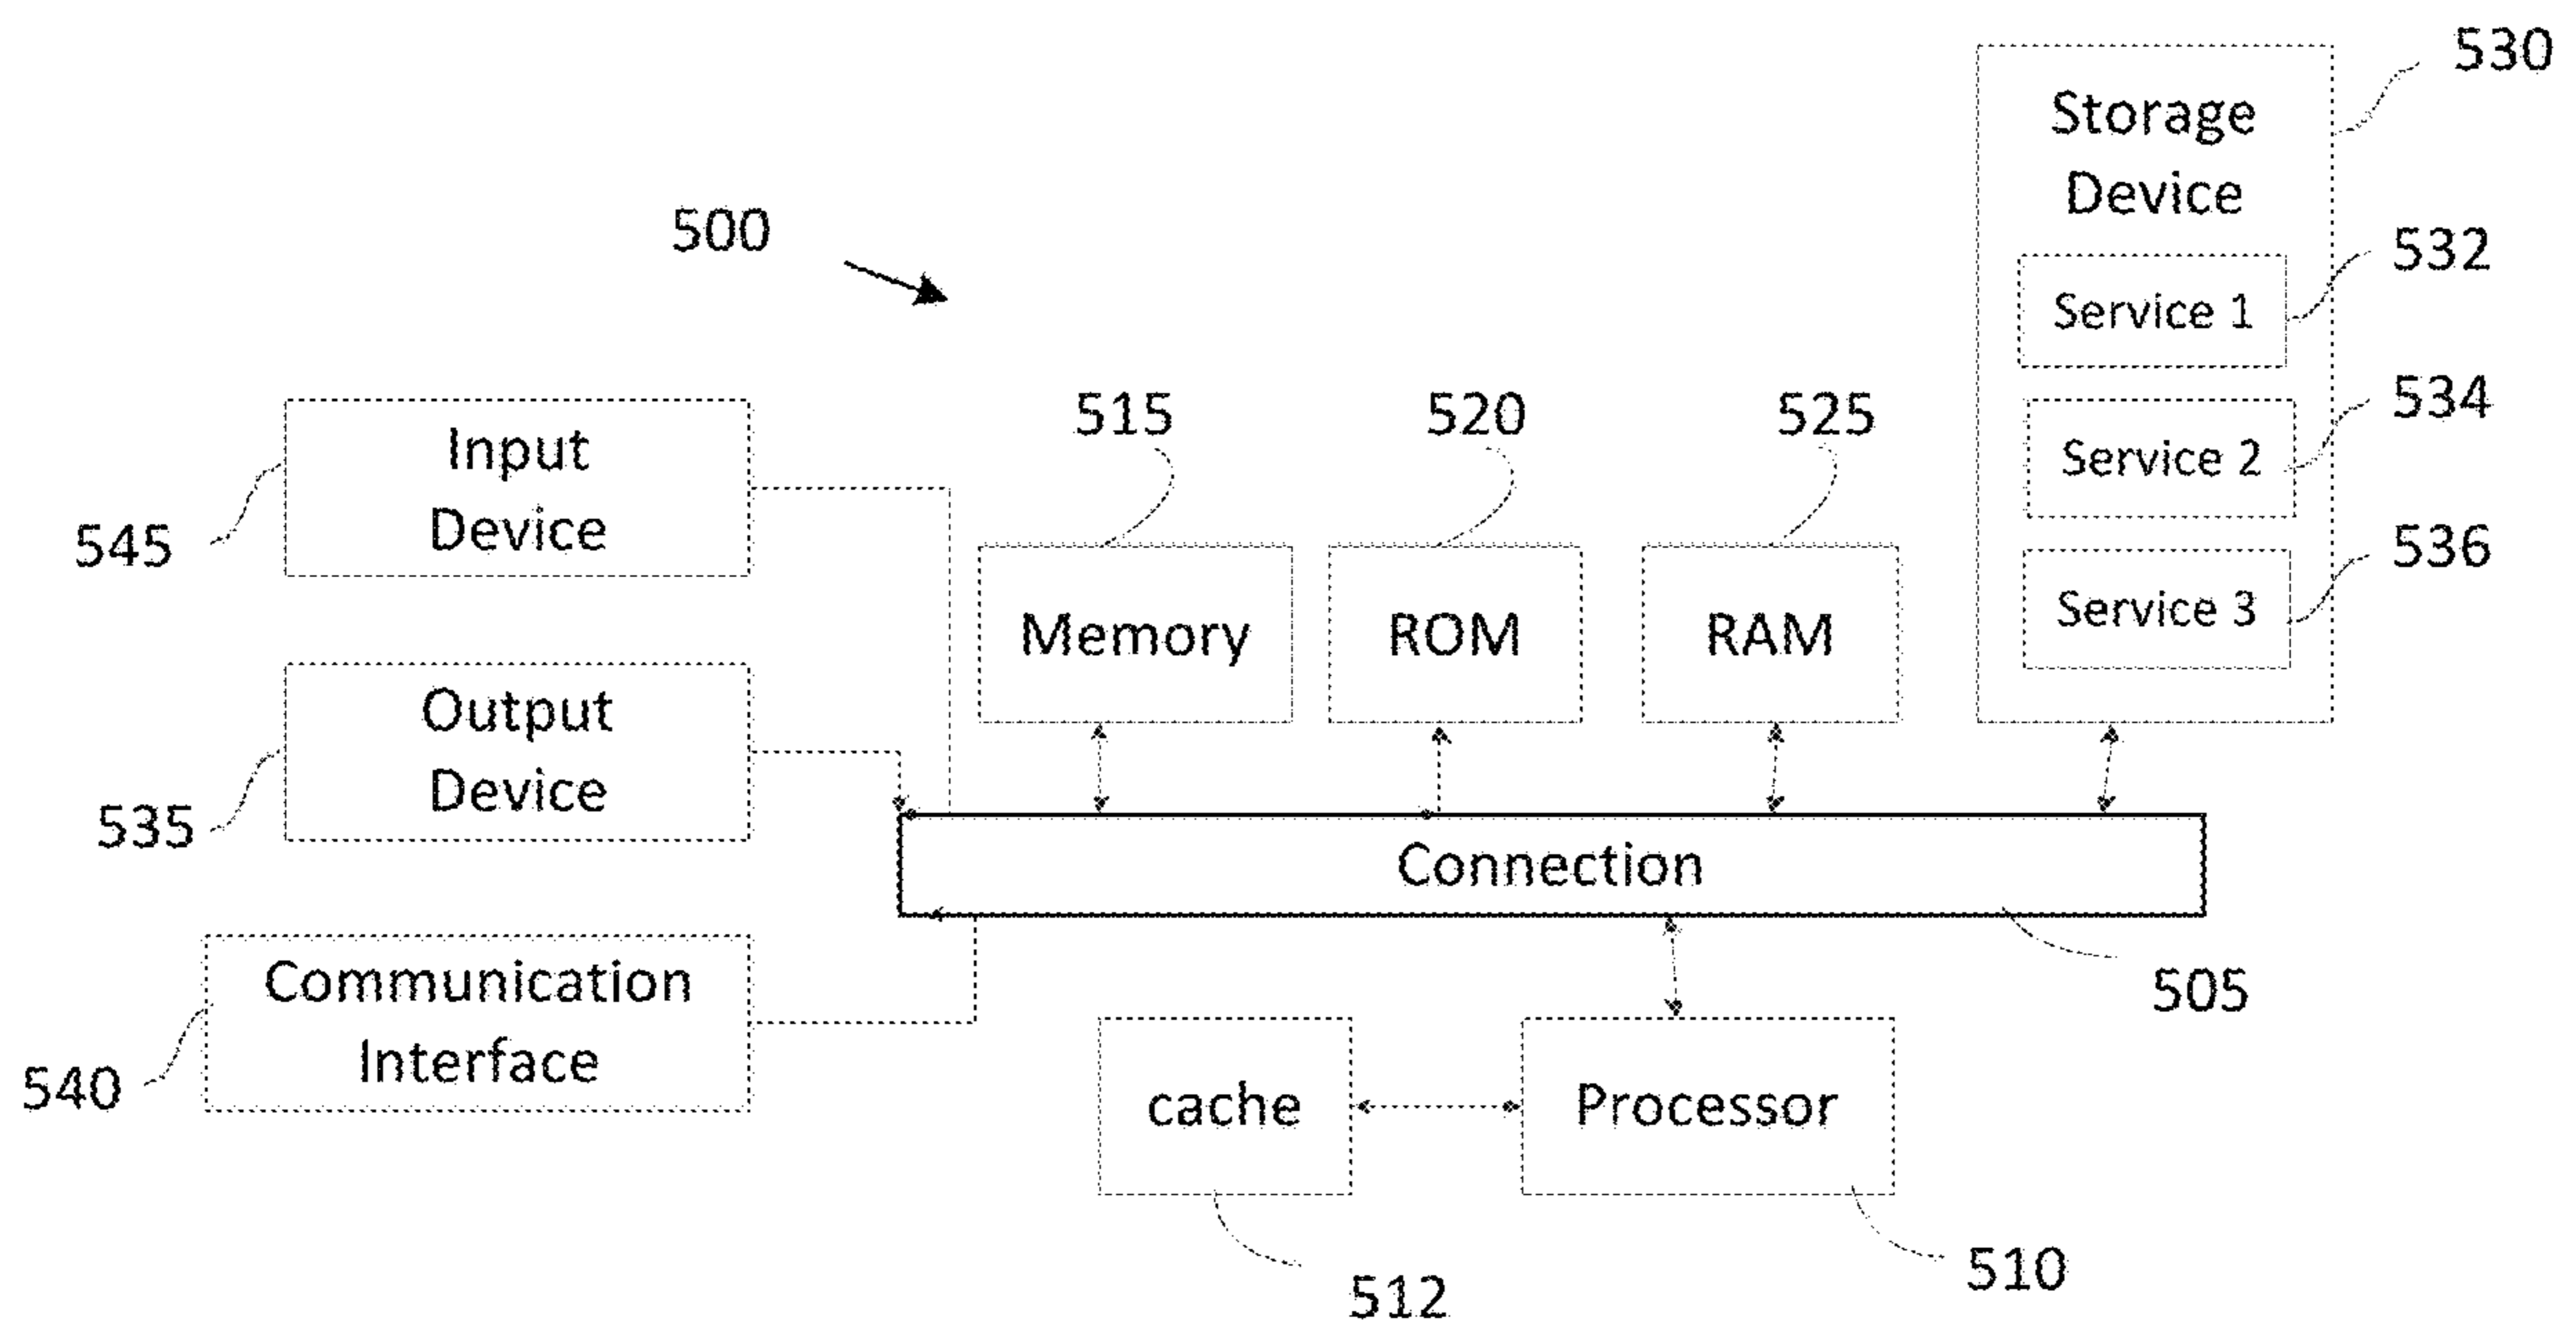 530
Storage
Device
500
532
Service 1
534
Service 2
536
Service 3
515
520
525
Input
Device
545
Memory
ROM
RAM
Output
Device
535
Connection
505
Communication
Interface
540
cache
Processor
512
510